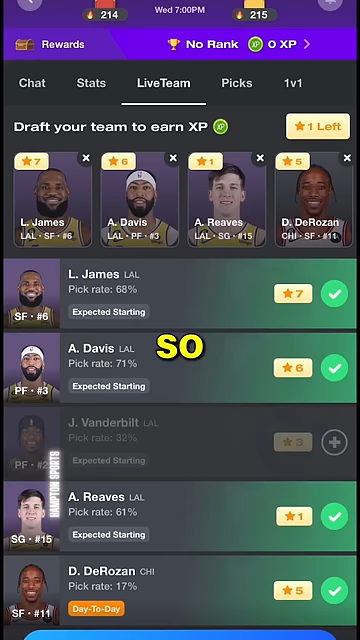 Wed 7:00PM
214
215
Rewards
No Rank
XP
0 XP
Chat
Stats
LiveTeam
Picks
1v1
Draft your team to earn XP
XP
1 Left
7
L. James
LAL • SF • #6
6
A. Davis
LAL • PF • #3
1
A. Reaves
LAL • SG • #15
5
D. DeRozan
CHI • SF • #11
L. James LAL
Pick rate: 68%
Expected Starting
SF • #6
7
A. Davis LAL
Pick rate: 71%
Expected Starting
PF • #3
6
SO
J. Vanderbilt LAL
Pick rate: 32%
Expected Starting
3
HAMPTON SPORTS
A. Reaves LAL
Pick rate: 61%
Expected Starting
SG • #15
1
D. DeRozan CHI
Pick rate: 17%
Day-To-Day
SF • #11
5